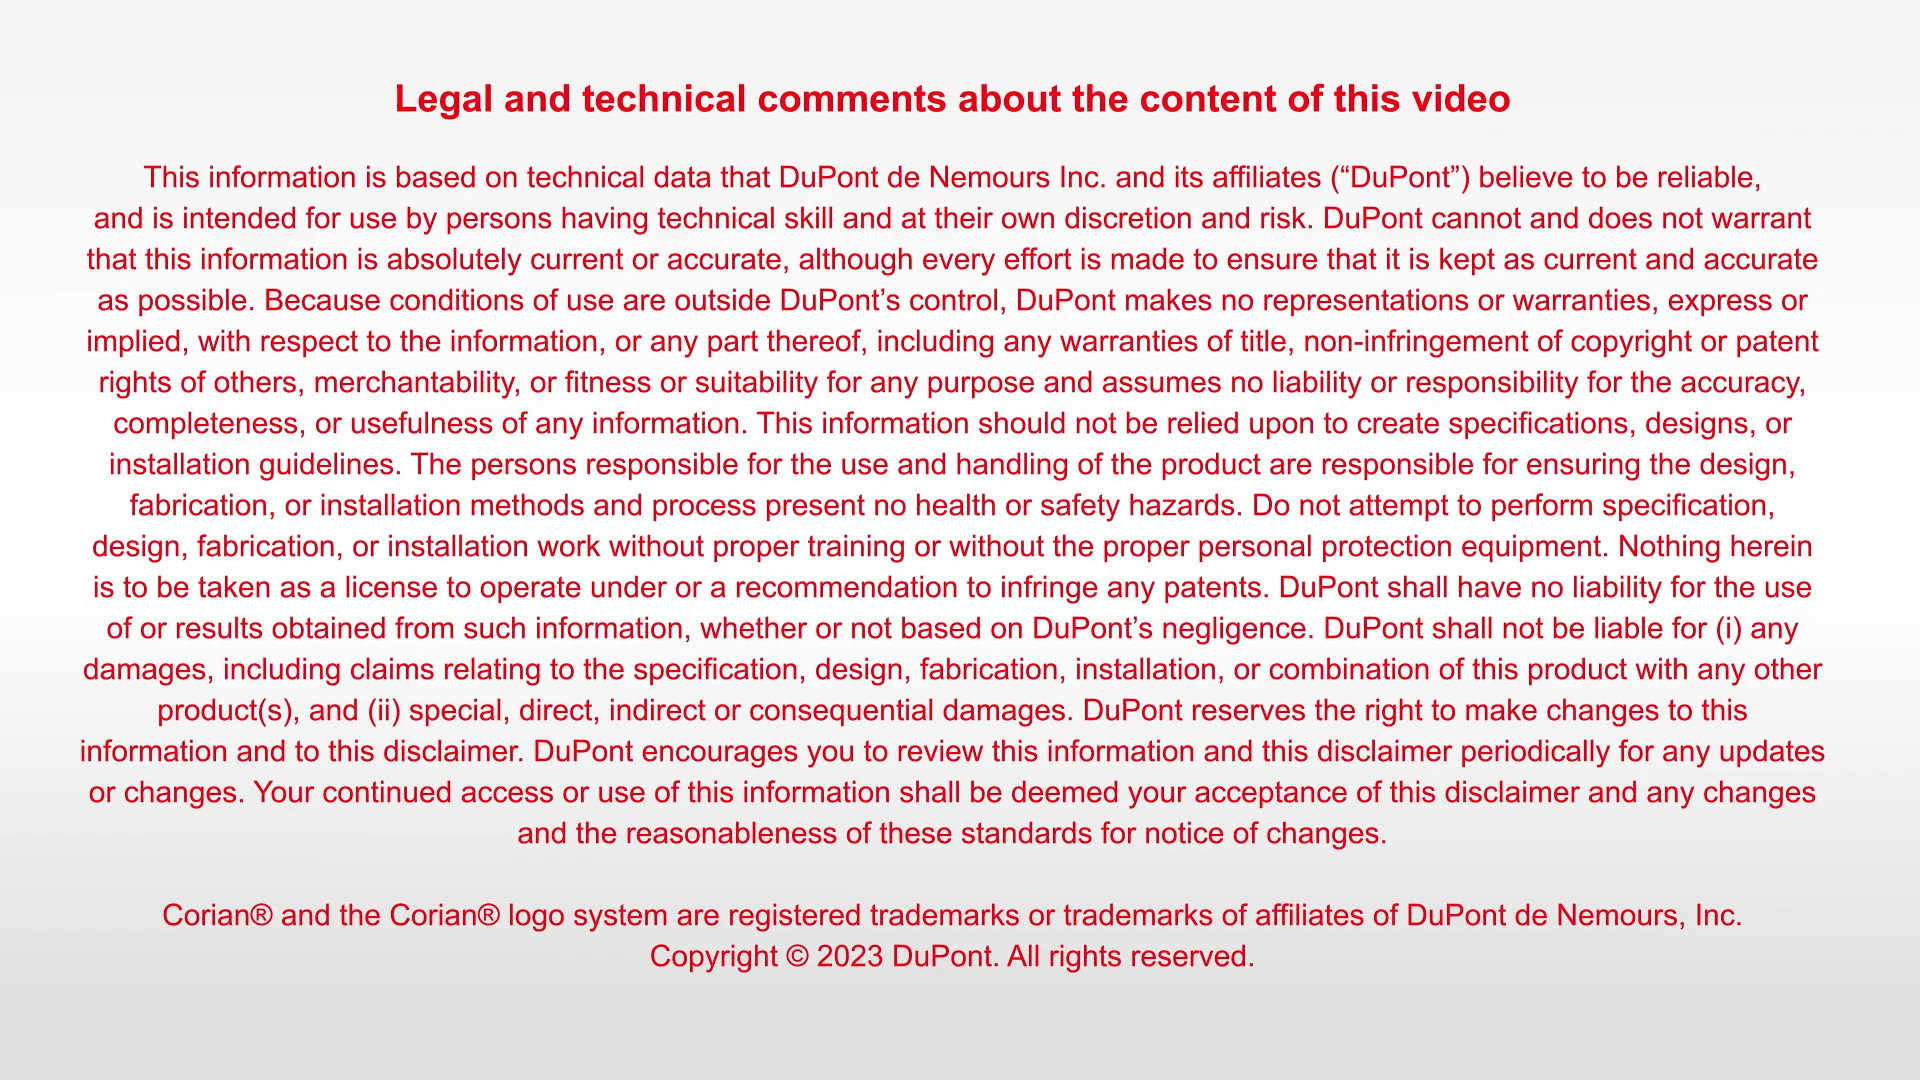 Legal and technical comments about the content of this video
This information is based on technical data that DuPont de Nemours Inc. and its affiliates (“DuPont”) believe to be reliable,
and is intended for use by persons having technical skill and at their own discretion and risk. DuPont cannot and does not warrant
that this information is absolutely current or accurate, although every effort is made to ensure that it is kept as current and accurate
as possible. Because conditions of use are outside DuPont’s control, DuPont makes no representations or warranties, express or
implied, with respect to the information, or any part thereof, including any warranties of title, non-infringement of copyright or patent
rights of others, merchantability, or fitness or suitability for any purpose and assumes no liability or responsibility for the accuracy,
completeness, or usefulness of any information. This information should not be relied upon to create specifications, designs, or
installation guidelines. The persons responsible for the use and handling of the product are responsible for ensuring the design,
fabrication, or installation methods and process present no health or safety hazards. Do not attempt to perform specification,
design, fabrication, or installation work without proper training or without the proper personal protection equipment. Nothing herein
is to be taken as a license to operate under or a recommendation to infringe any patents. DuPont shall have no liability for the use
of or results obtained from such information, whether or not based on DuPont’s negligence. DuPont shall not be liable for (i) any
damages, including claims relating to the specification, design, fabrication, installation, or combination of this product with any other
product(s), and (ii) special, direct, indirect or consequential damages. DuPont reserves the right to make changes to this
information and to this disclaimer. DuPont encourages you to review this information and this disclaimer periodically for any updates
or changes. Your continued access or use of this information shall be deemed your acceptance of this disclaimer and any changes
and the reasonableness of these standards for notice of changes.
Corian® and the Corian® logo system are registered trademarks or trademarks of affiliates of DuPont de Nemours, Inc.
Copyright © 2023 DuPont. All rights reserved.